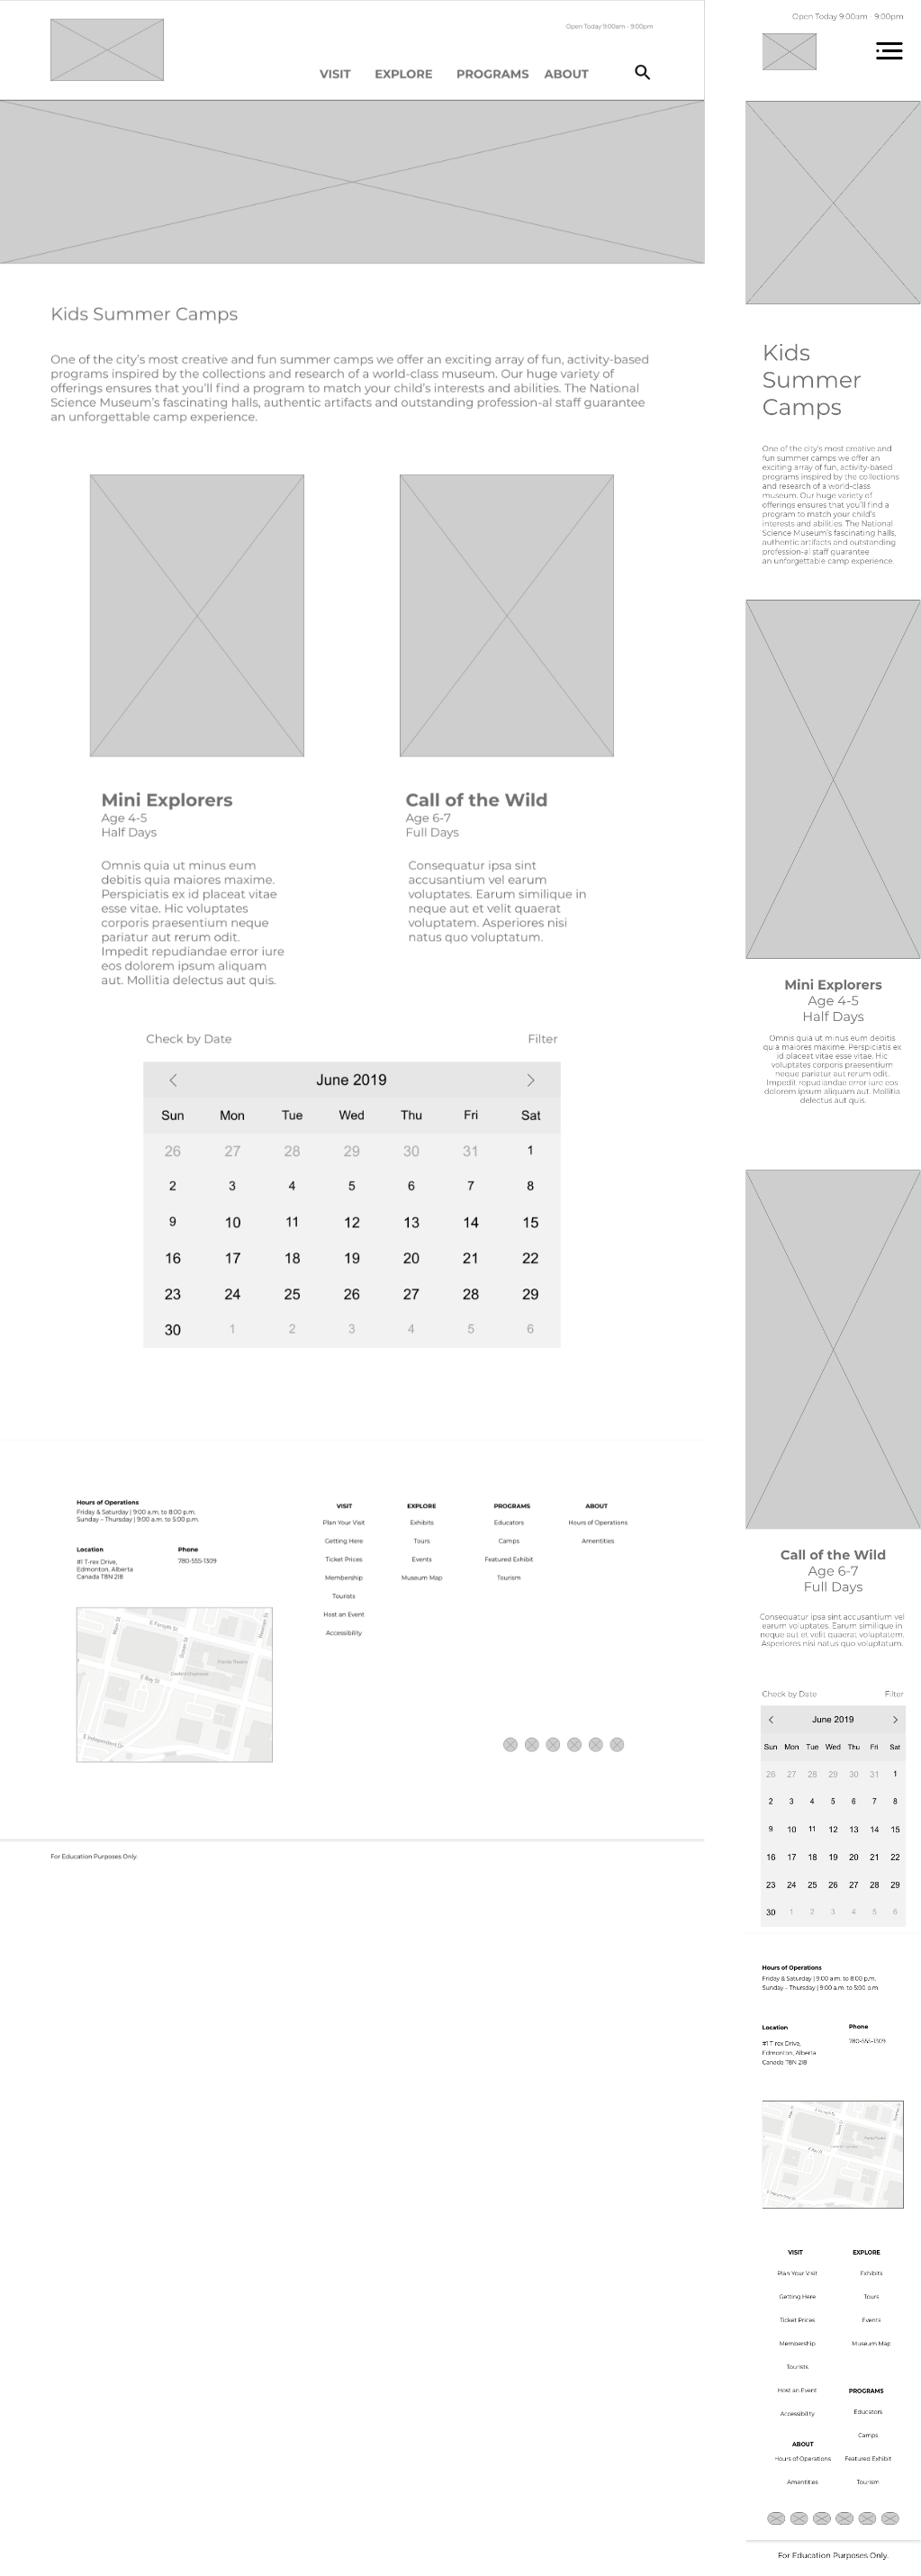 Open Today 9:00am - 9:00pm
VISIT EXPLORE PROGRAMS ABOUT
Kids Summer Camps
One of the city's most creative and fun summer camps we offer an exciting array of fun, activity-based
programs inspired by the collections and research of a world-class museum. Our huge variety of
offerings ensures that you'll find a program to match your child's interests and abilities. The National
Science Museum's fascinating halls, authentic artifacts and outstanding profession-al staff guarantee
an unforgettable camp experience.
Mini Explorers
Age 4-5
Half Days
Omnis quia ut minus eum
debitis quia maiores maxime.
Perspiciatis ex id placeat vitae
esse vitae. Hic voluptates
corporis praesentium neque
pariatur aut rerum odit.
Impedit repudiandae error iure
eos dolorem ipsum aliquam
aut. Mollitia delectus aut quis.
Call of the Wild
Age 6-7
Full Days
Consequatur ipsa sint
accusantium vel earum
voluptates. Earum similique in
neque aut et velit quaerat
voluptatem. Asperiores nisi
natus quo voluptatum.
Check by Date Filter
June 2019
Sun Mon Tue Wed Thu Fri Sat
26 27 28 29 30 31 1
2 3 4 5 6 7 8
9 10 11 12 13 14 15
16 17 18 19 20 21 22
23 24 25 26 27 28 29
30 1 2 3 4 5 6
Hours of Operations
Friday & Saturday | 9:00 a.m. to 8:00 p.m.
Sunday – Thursday | 9:00 a.m. to 5:00 p.m.
Location Phone
#1 T-rex Drive, 780-555-1309
Edmonton, Alberta
Canada T8N 2I8
E Forsyth St
E Bay St
E Independent Dr
VISIT
Plan Your Visit
Getting Here
Ticket Prices
Membership
Tourists
Host an Event
Accessibility
EXPLORE
Exhibits
Tours
Events
Museum Map
PROGRAMS
Educators
Camps
Featured Exhibit
Tourism
ABOUT
Hours of Operations
Amentities
For Education Purposes Only.
Open Today 9:00am - 9:00pm
Kids
Summer
Camps
One of the city's most creative and
fun summer camps we offer an
exciting array of fun, activity-based
programs inspired by the collections
and research of a world-class
museum. Our huge variety of
offerings ensures that you'll find a
program to match your child's
interests and abilities. The National
Science Museum's fascinating halls,
authentic artifacts and outstanding
profession-al staff guarantee
an unforgettable camp experience.
Mini Explorers
Age 4-5
Half Days
Omnis quia ut minus eum debitis
quia maiores maxime. Perspiciatis ex
id placeat vitae esse vitae. Hic
voluptates corporis praesentium
neque pariatur aut rerum odit.
Impedit repudiandae error iure eos
dolorem ipsum aliquam aut. Mollitia
delectus aut quis.
Call of the Wild
Age 6-7
Full Days
Consequatur ipsa sint accusantium vel
earum voluptates. Earum similique in
neque aut et velit quaerat voluptatem.
Asperiores nisi natus quo voluptatum.
Check by Date Filter
June 2019
Sun Mon Tue Wed Thu Fri Sat
26 27 28 29 30 31 1
2 3 4 5 6 7 8
9 10 11 12 13 14 15
16 17 18 19 20 21 22
23 24 25 26 27 28 29
30 1 2 3 4 5 6
Hours of Operations
Friday & Saturday | 9:00 a.m. to 8:00 p.m.
Sunday – Thursday | 9:00 a.m. to 5:00 p.m.
Location Phone
#1 T-rex Drive, 780-555-1309
Edmonton, Alberta
Canada T8N 2I8
VISIT
Plan Your Visit
Getting Here
Ticket Prices
Membership
Tourists
Host an Event
Accessibility
EXPLORE
Exhibits
Tours
Events
Museum Map
PROGRAMS
Educators
Camps
Featured Exhibit
Tourism
ABOUT
Hours of Operations
Amentities
For Education Purposes Only.